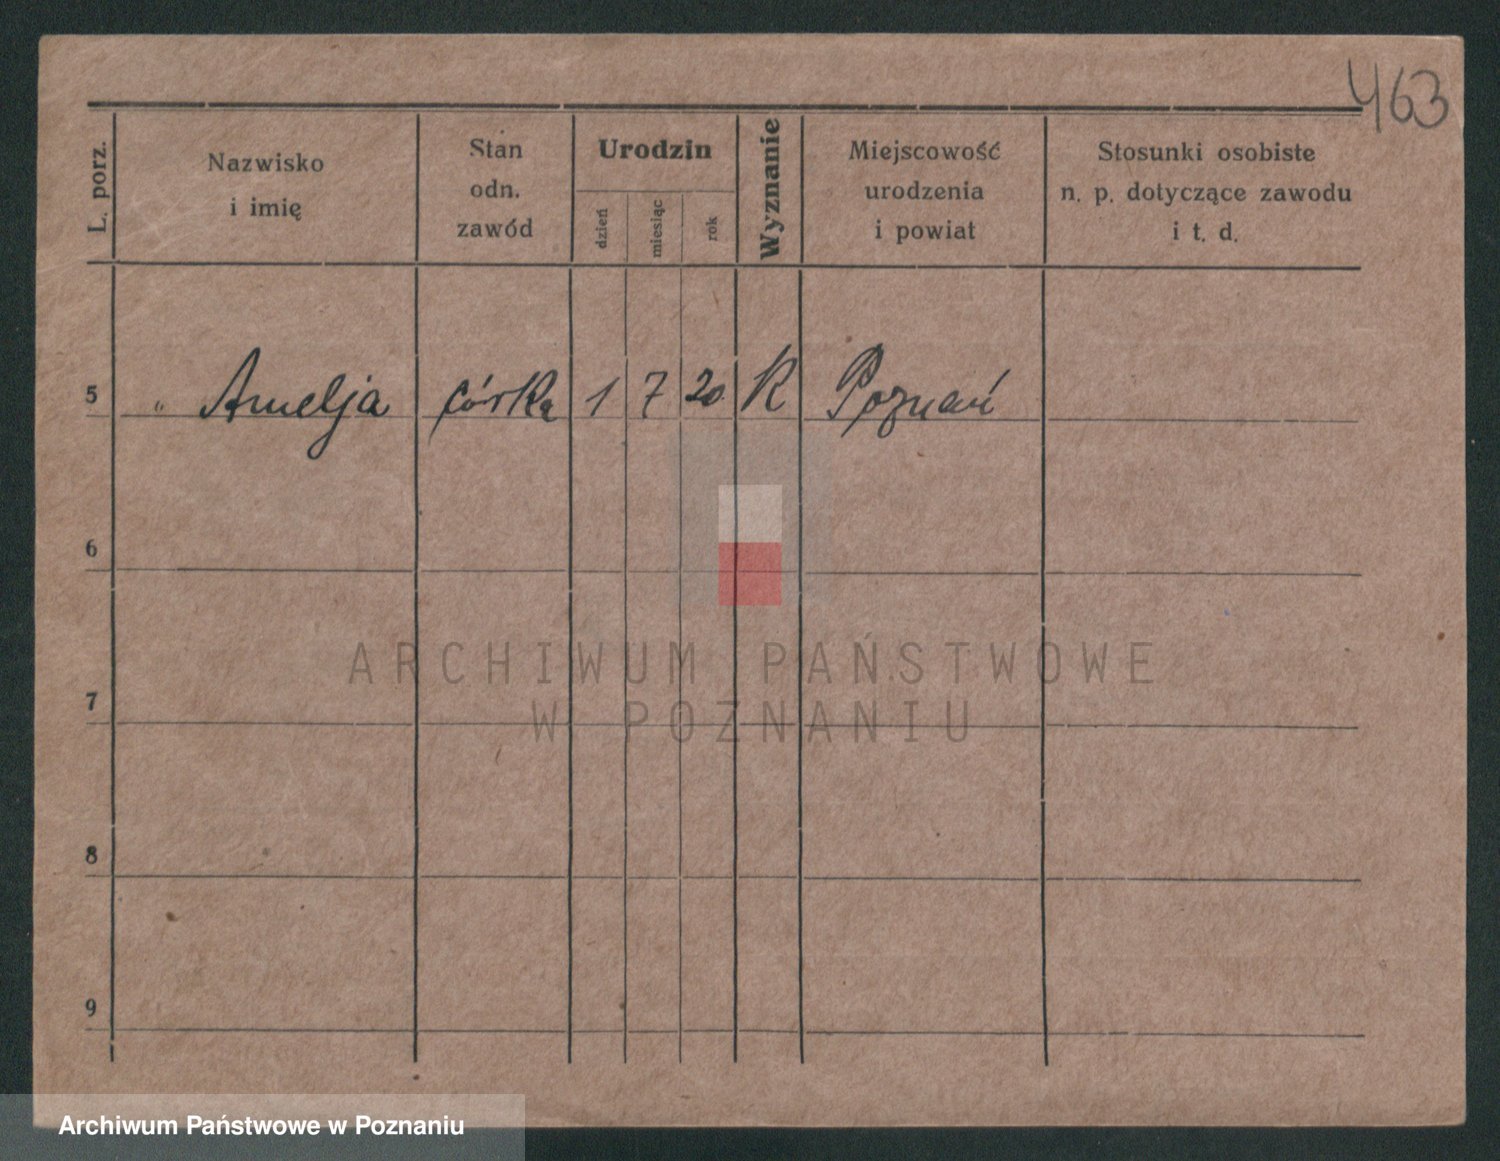 463
L. porz.
Nazwisko
i imię
Stan
odn.
zawód
Urodzin
dzień
miesiąc
rok
Wyznanie
Miejscowość
urodzenia
i powiat
Stosunki osobiste
n. p. dotyczące zawodu
i t. d.
5 " Amelja córka 1 7 20. K Poznań
6
7
8
9
ARCHIWUM PAŃSTWOWE
W POZNANIU
Archiwum Państwowe w Poznaniu